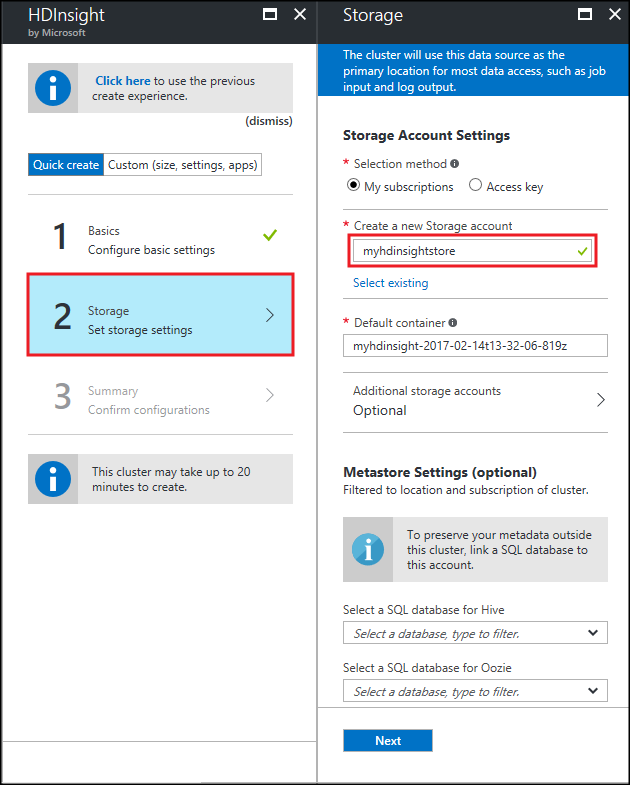 HDInsight
by Microsoft
Click here to use the previous
create experience.
(dismiss)
Quick create
Custom (size, settings, apps)
1
Basics
Configure basic settings
2
Storage
Set storage settings
3
Summary
Confirm configurations
This cluster may take up to 20
minutes to create.
Storage
The cluster will use this data source as the
primary location for most data access, such as job
input and log output.
Storage Account Settings
* Selection method
My subscriptions
Access key
* Create a new Storage account
myhdinsightstore
Select existing
* Default container
myhdinsight-2017-02-14t13-32-06-819z
Additional storage accounts
Optional
Metastore Settings (optional)
Filtered to location and subscription of cluster.
To preserve your metadata outside
this cluster, link a SQL database to
this account.
Select a SQL database for Hive
Select a database, type to filter.
Select a SQL database for Oozie
Select a database, type to filter.
Next